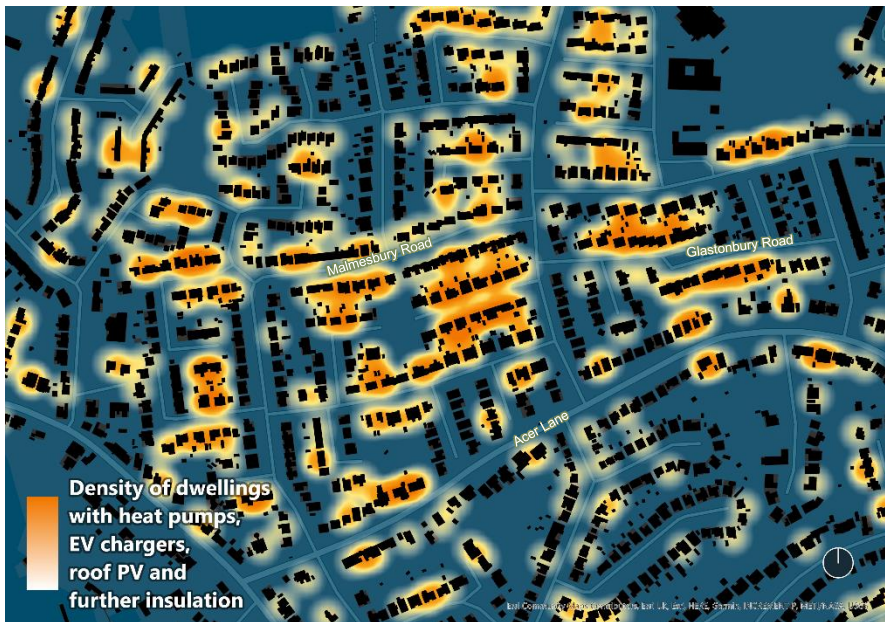 Malmesbury Road
Glastonbury Road
Acer Lane
Density of dwellings
with heat pumps,
EV chargers,
roof PV and
further insulation